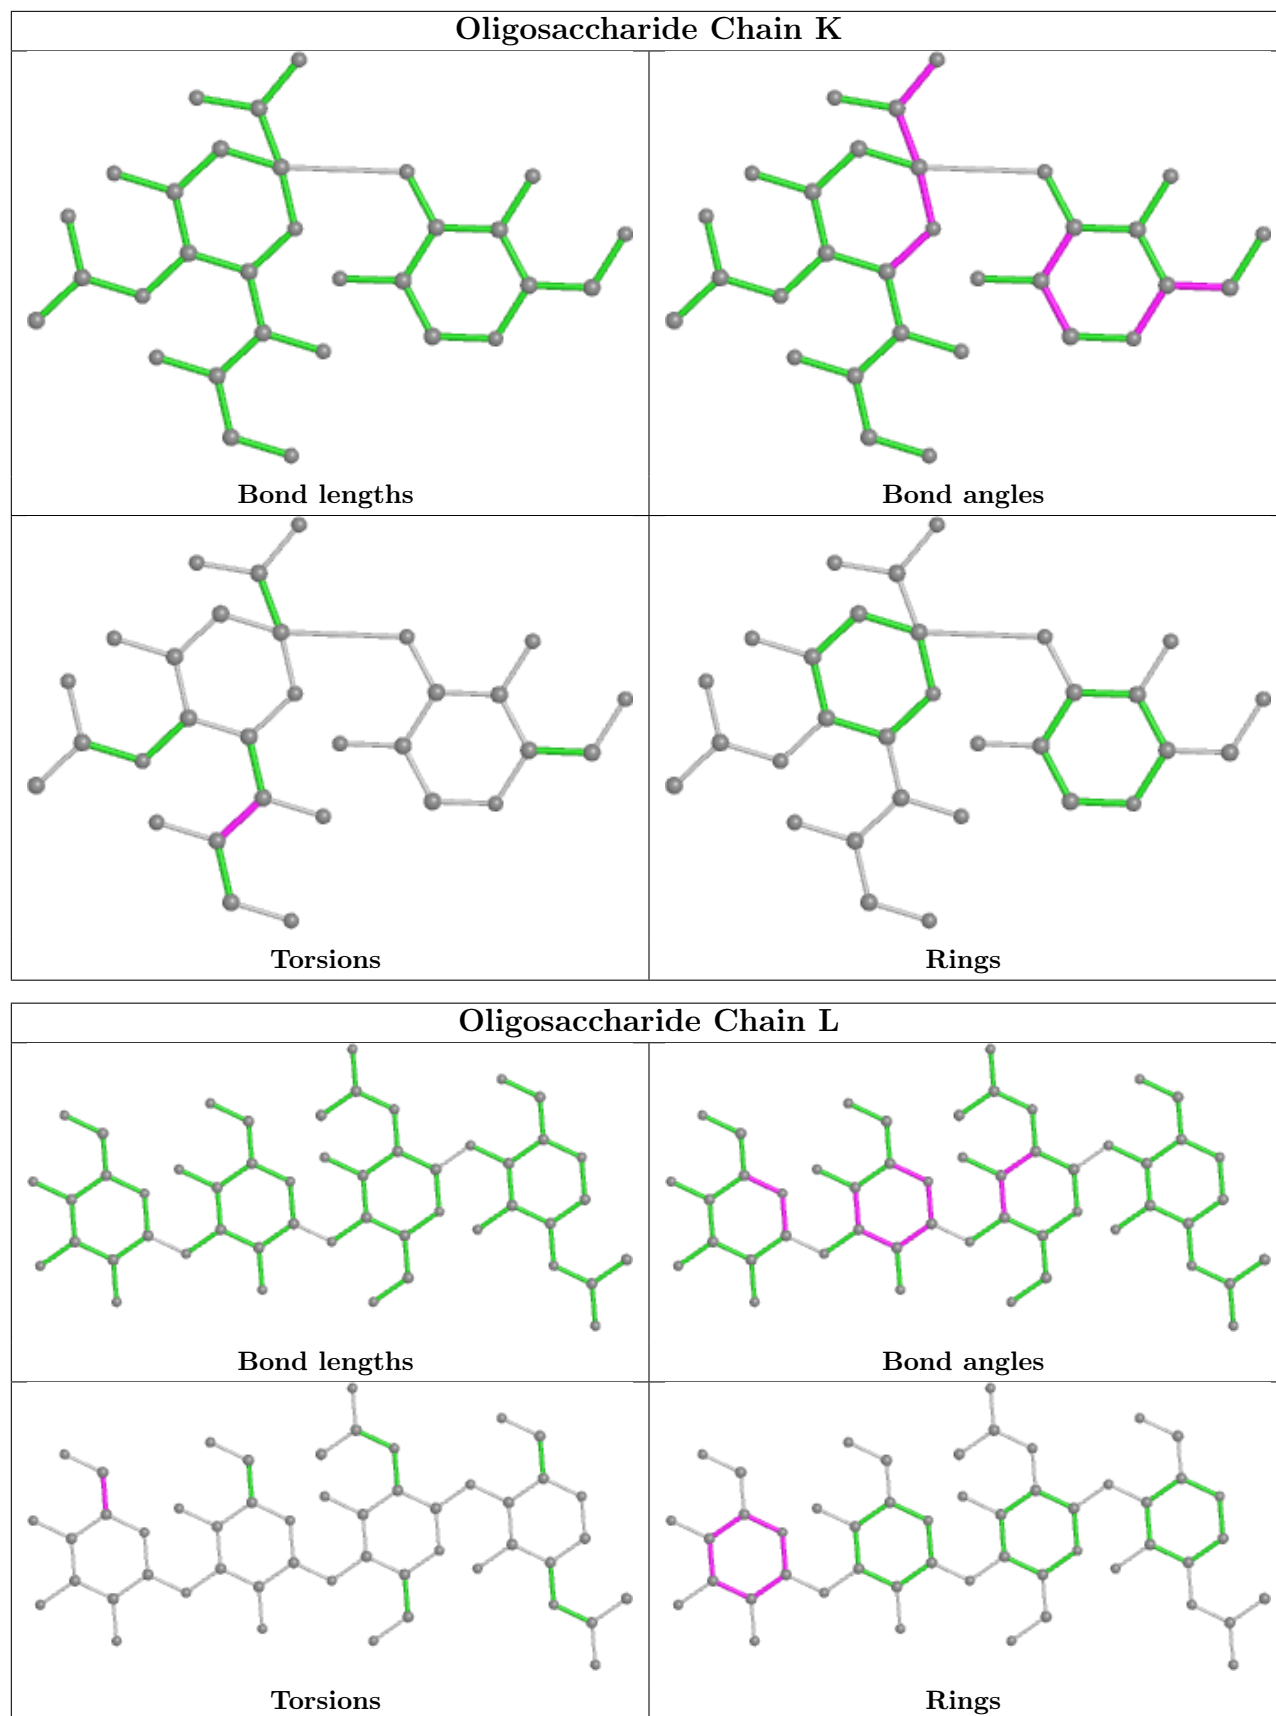 Oligosaccharide Chain K
Bond lengths
Bond angles
Torsions
Rings
Oligosaccharide Chain L
Bond lengths
Bond angles
Torsions
Rings